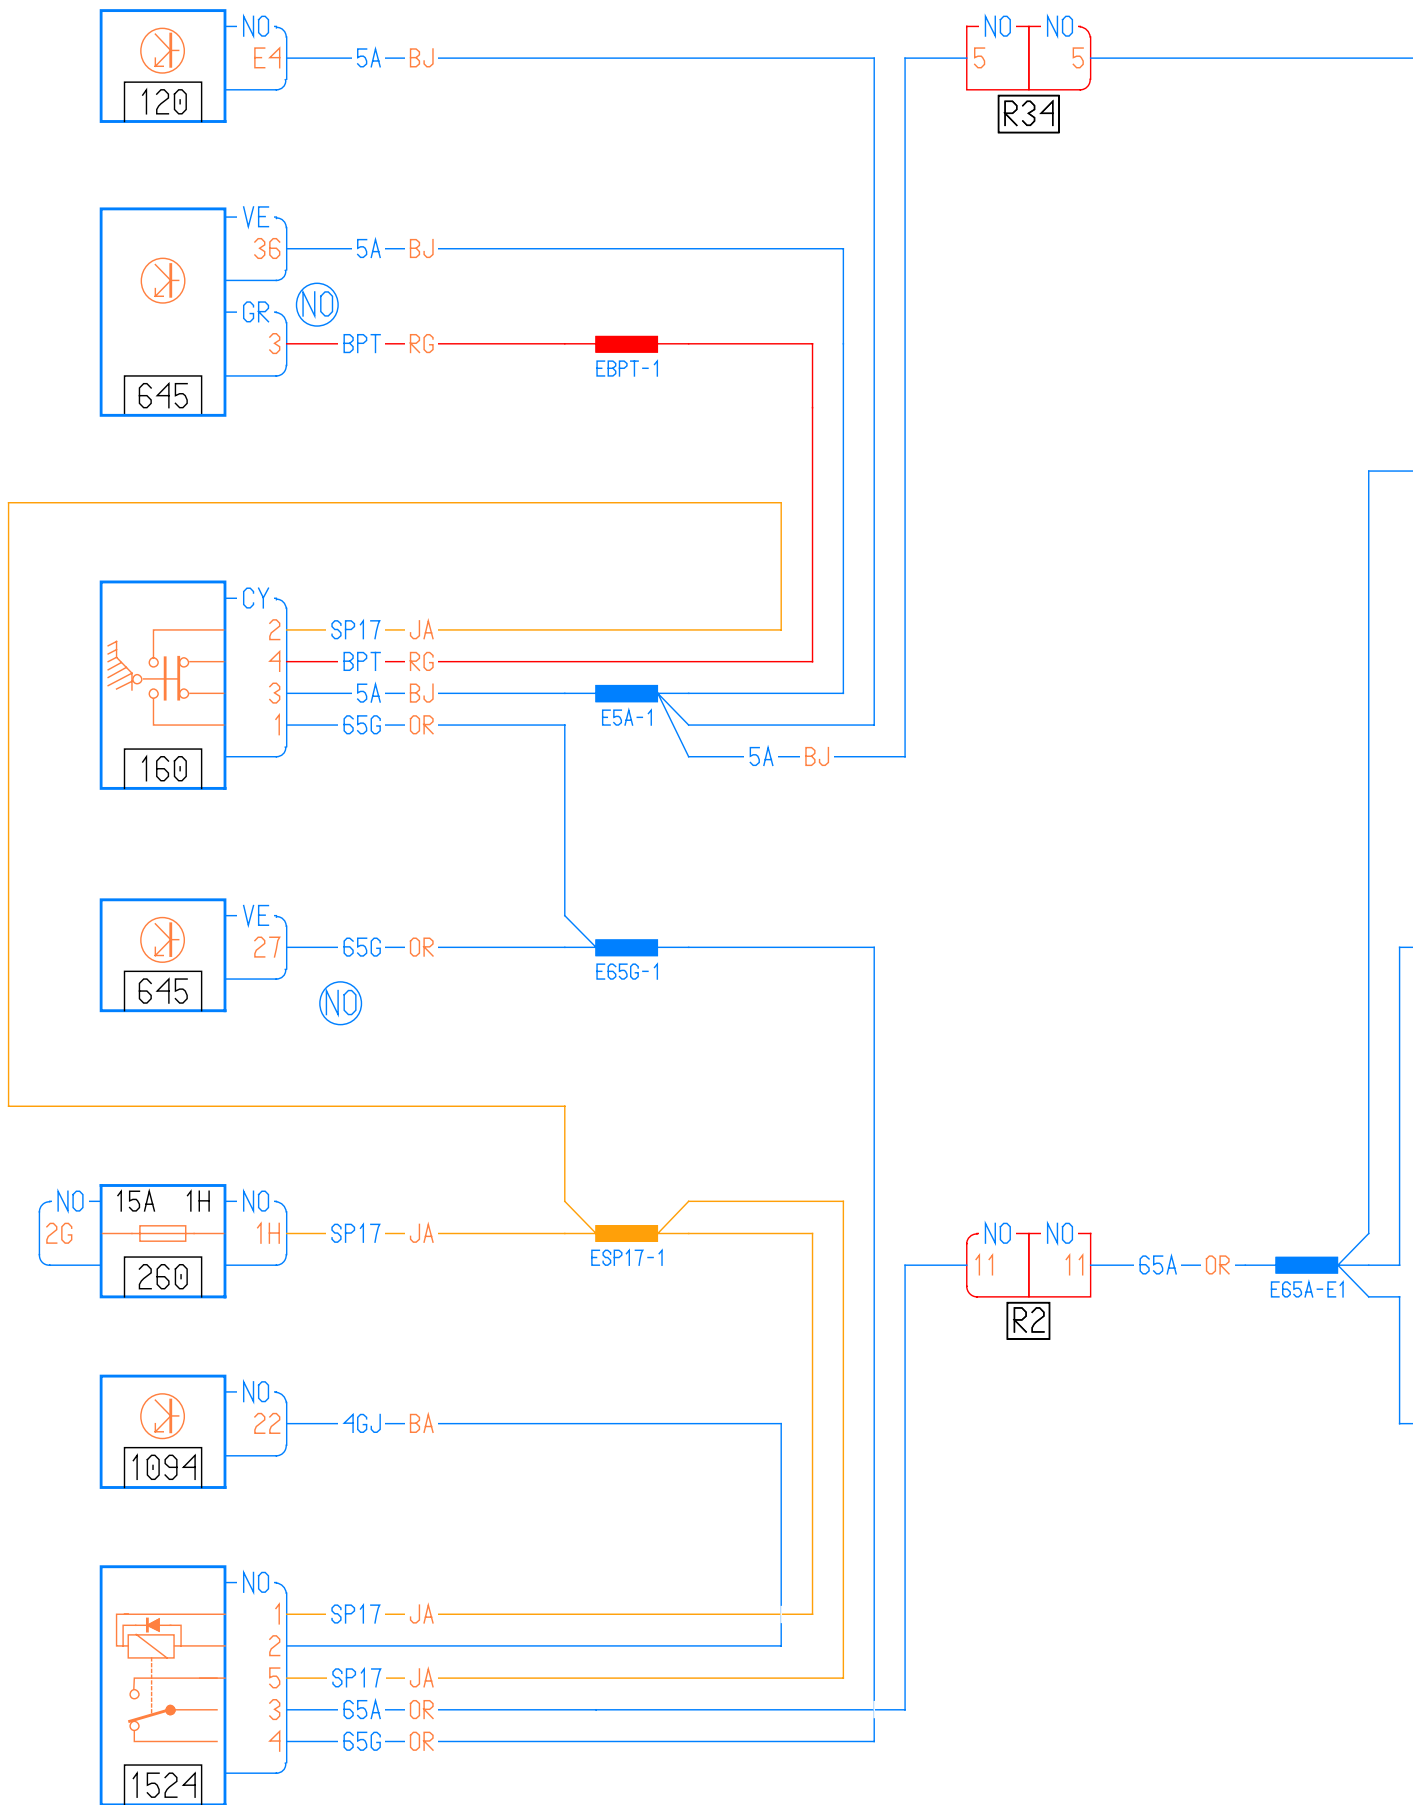 NO
E4 5A BJ
120
NO NO
5 5
R34
VE
36 5A BJ
NO
GR
3 BPT RG
EBPT-1
645
CY
2 SP17 JA
4 BPT RG
3 5A BJ
E5A-1
1 65G OR
5A BJ
160
VE
27 65G OR
E65G-1
645
NO
NO 15A 1H NO
2G 1H SP17 JA
ESP17-1
260
NO NO
11 11 65A OR
E65A-E1
R2
NO
22 4GJ BA
1094
NO
1 SP17 JA
2
5 SP17 JA
3 65A OR
4 65G OR
1524